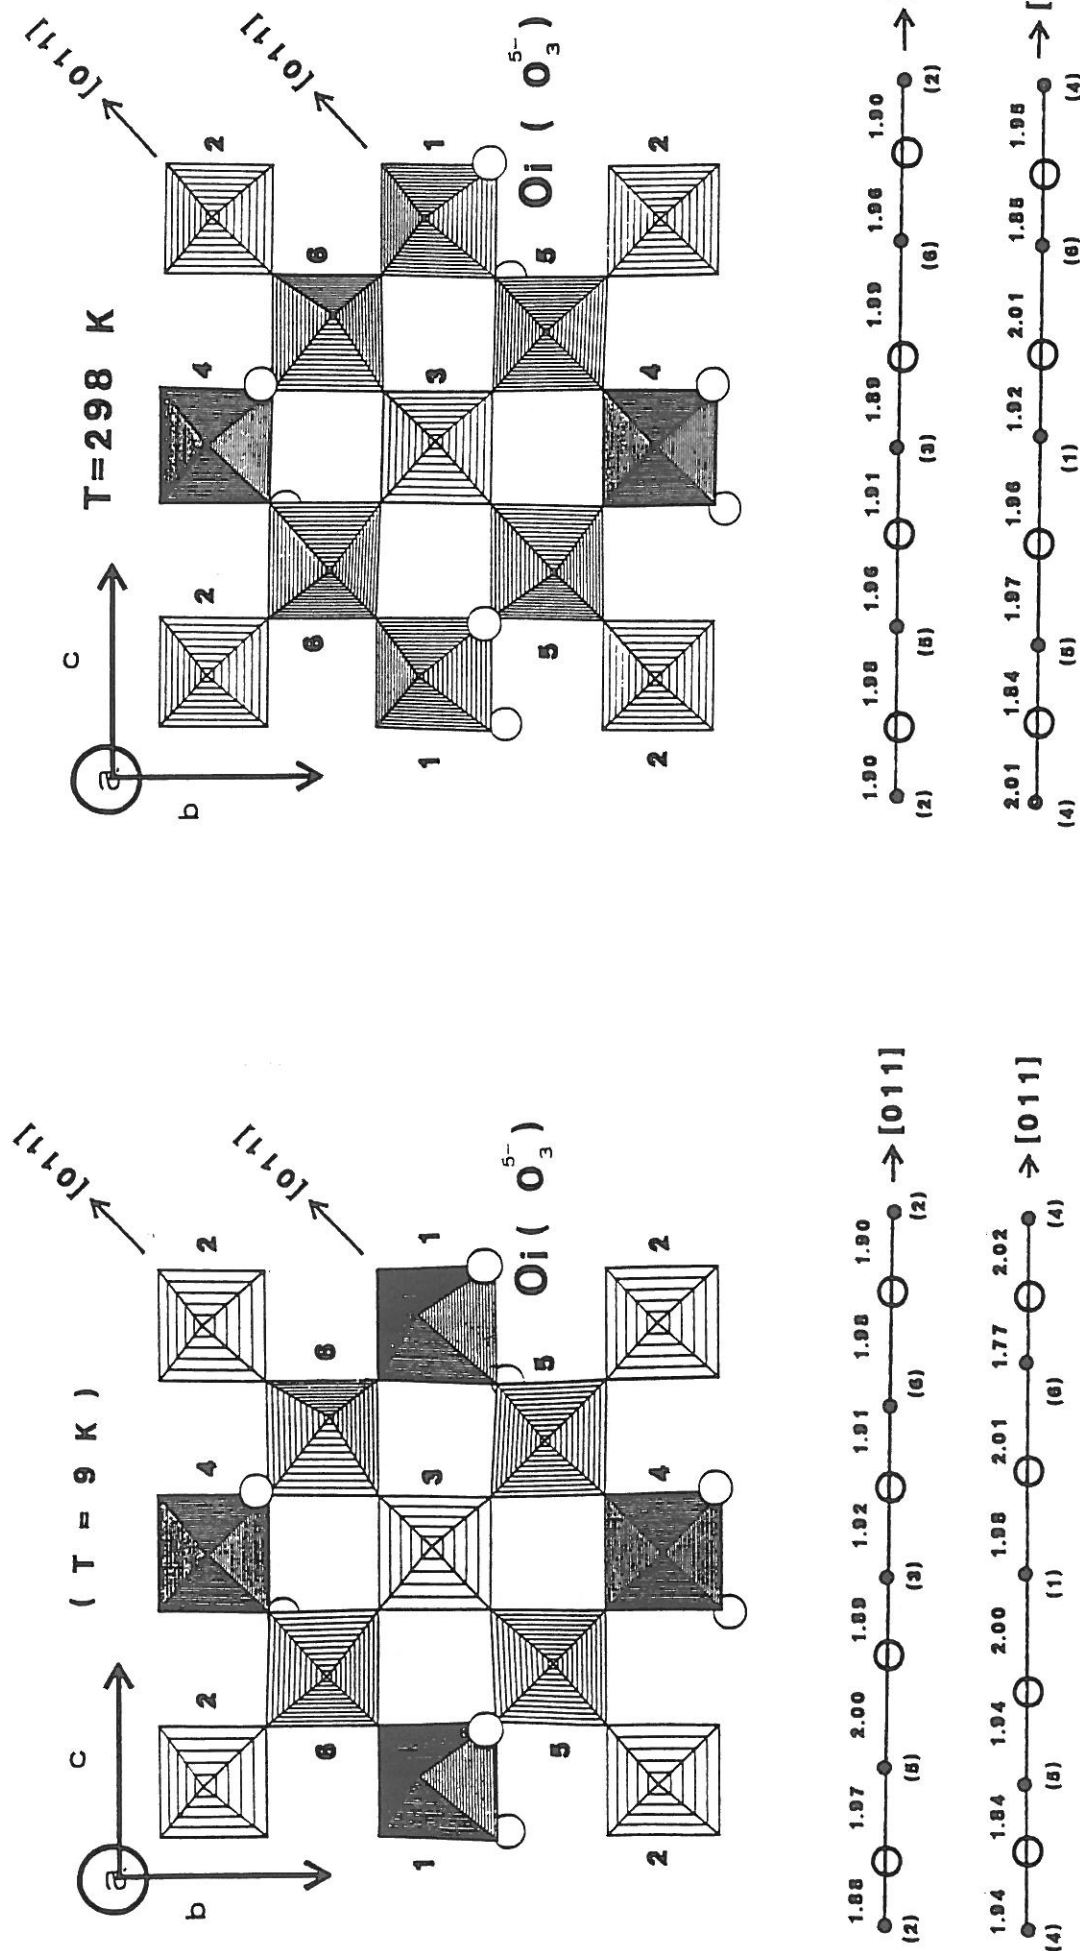 ( T = 9 K )
[011]
c
a
b
2 4 2
[011]
6 6
1 3 1
Oi ( O₃⁵⁻ )
5 5
2 4 2
1.88 1.97 2.00 1.89 1.92 1.91 1.98 1.90 → [011]
(2) (5) (3) (6) (2)
1.94 1.84 1.94 2.00 1.98 2.01 1.77 2.02 → [011]
(4) (5) (1) (6) (4)
T=298 K
[011]
c
a
b
2 4 2
[011]
6 6
1 3 1
Oi ( O₃⁵⁻ )
5 5
2 4 2
1.90 1.98 1.96 1.91 1.89 1.99 1.96 1.90 →
(2) (5) (3) (6) (2)
2.01 1.84 1.97 1.96 1.92 2.01 1.85 1.95 → [
(4) (5) (1) (6) (4)